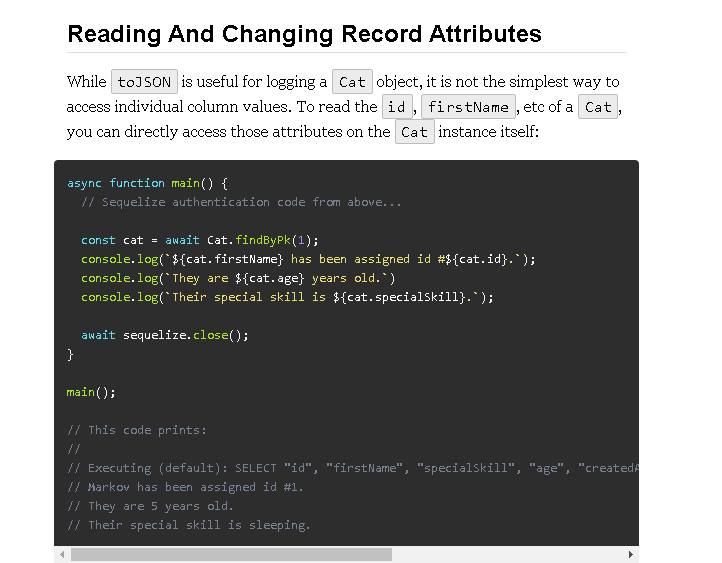 Reading And Changing Record Attributes
While toJSON is useful for logging a Cat object, it is not the simplest way to
access individual column values. To read the id, firstName, etc of a Cat,
you can directly access those attributes on the Cat instance itself:
async function main() {
  // Sequelize authentication code from above...
  const cat = await Cat.findByPk(1);
  console.log(`${cat.firstName} has been assigned id #${cat.id}.`);
  console.log(`They are ${cat.age} years old.`)
  console.log(`Their special skill is ${cat.specialSkill}.`);
  await sequelize.close();
}
main();
// This code prints:
//
// Executing (default): SELECT "id", "firstName", "specialSkill", "age", "created
// Markov has been assigned id #1.
// They are 5 years old.
// Their special skill is sleeping.